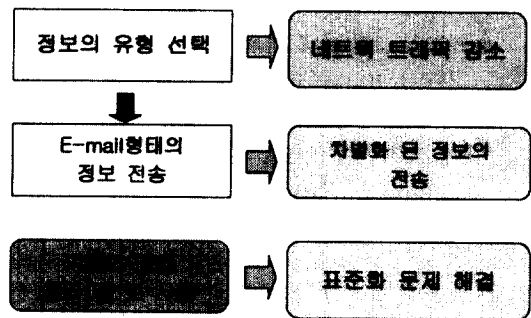 정보의 유형 선택
네트웍 트래픽 감소
E-mail형태의
정보 전송
차별화 된 정보의
전송
표준화 문제 해결